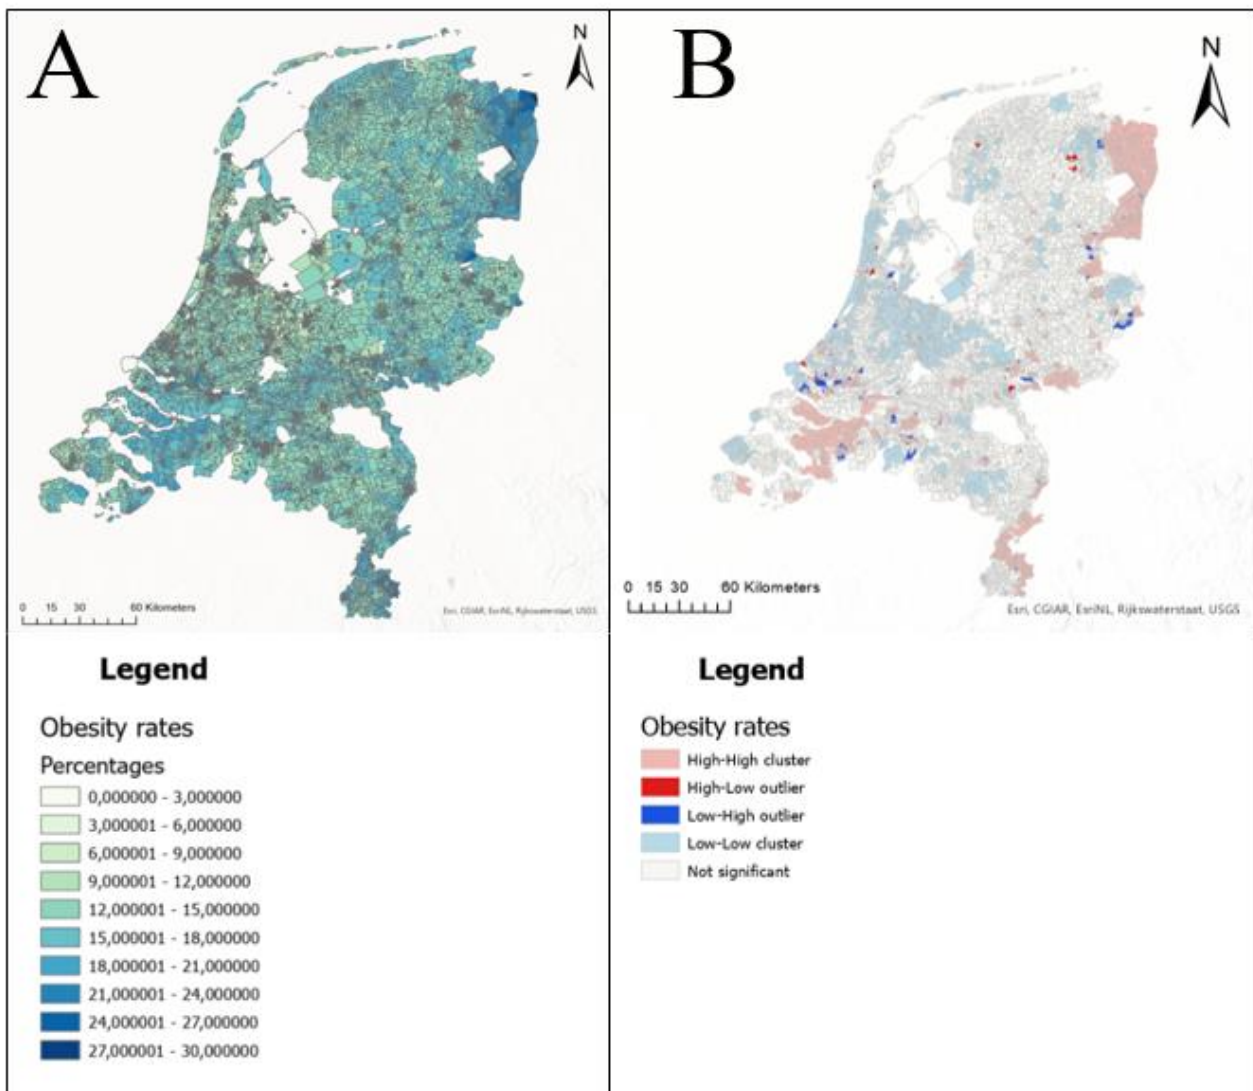 A
N
0 15 30 60 Kilometers
Esri, CGIAR, EsriNL, Rijkswaterstaat, USGS
Legend
Obesity rates
Percentages
0,000000 - 3,000000
3,000001 - 6,000000
6,000001 - 9,000000
9,000001 - 12,000000
12,000001 - 15,000000
15,000001 - 18,000000
18,000001 - 21,000000
21,000001 - 24,000000
24,000001 - 27,000000
27,000001 - 30,000000
B
N
0 15 30 60 Kilometers
Esri, CGIAR, EsriNL, Rijkswaterstaat, USGS
Legend
Obesity rates
High-High cluster
High-Low outlier
Low-High outlier
Low-Low cluster
Not significant